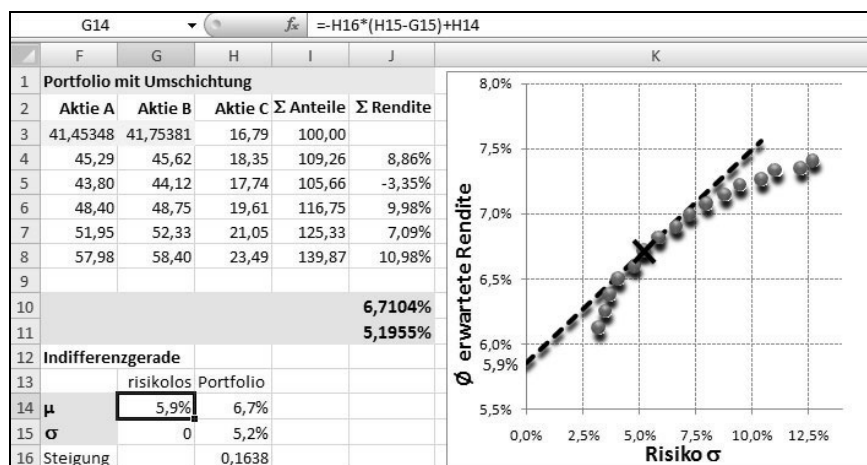 G14 fx =-H16*(H15-G15)+H14
F G H I J K
1 Portfolio mit Umschichtung
2 Aktie A Aktie B Aktie C Σ Anteile Σ Rendite
3 41,45348 41,75381 16,79 100,00
4 45,29 45,62 18,35 109,26 8,86%
5 43,80 44,12 17,74 105,66 -3,35%
6 48,40 48,75 19,61 116,75 9,98%
7 51,95 52,33 21,05 125,33 7,09%
8 57,98 58,40 23,49 139,87 10,98%
9
10 6,7104%
11 5,1955%
12 Indifferenzgerade
13 risikolos Portfolio
14 μ 5,9% 6,7%
15 σ 0 5,2%
16 Steigung 0,1638
8,0%
7,5%
7,0%
6,5%
6,0%
5,9%
5,5%
Ø erwartete Rendite
0,0% 2,5% 5,0% 7,5% 10,0% 12,5%
Risiko σ